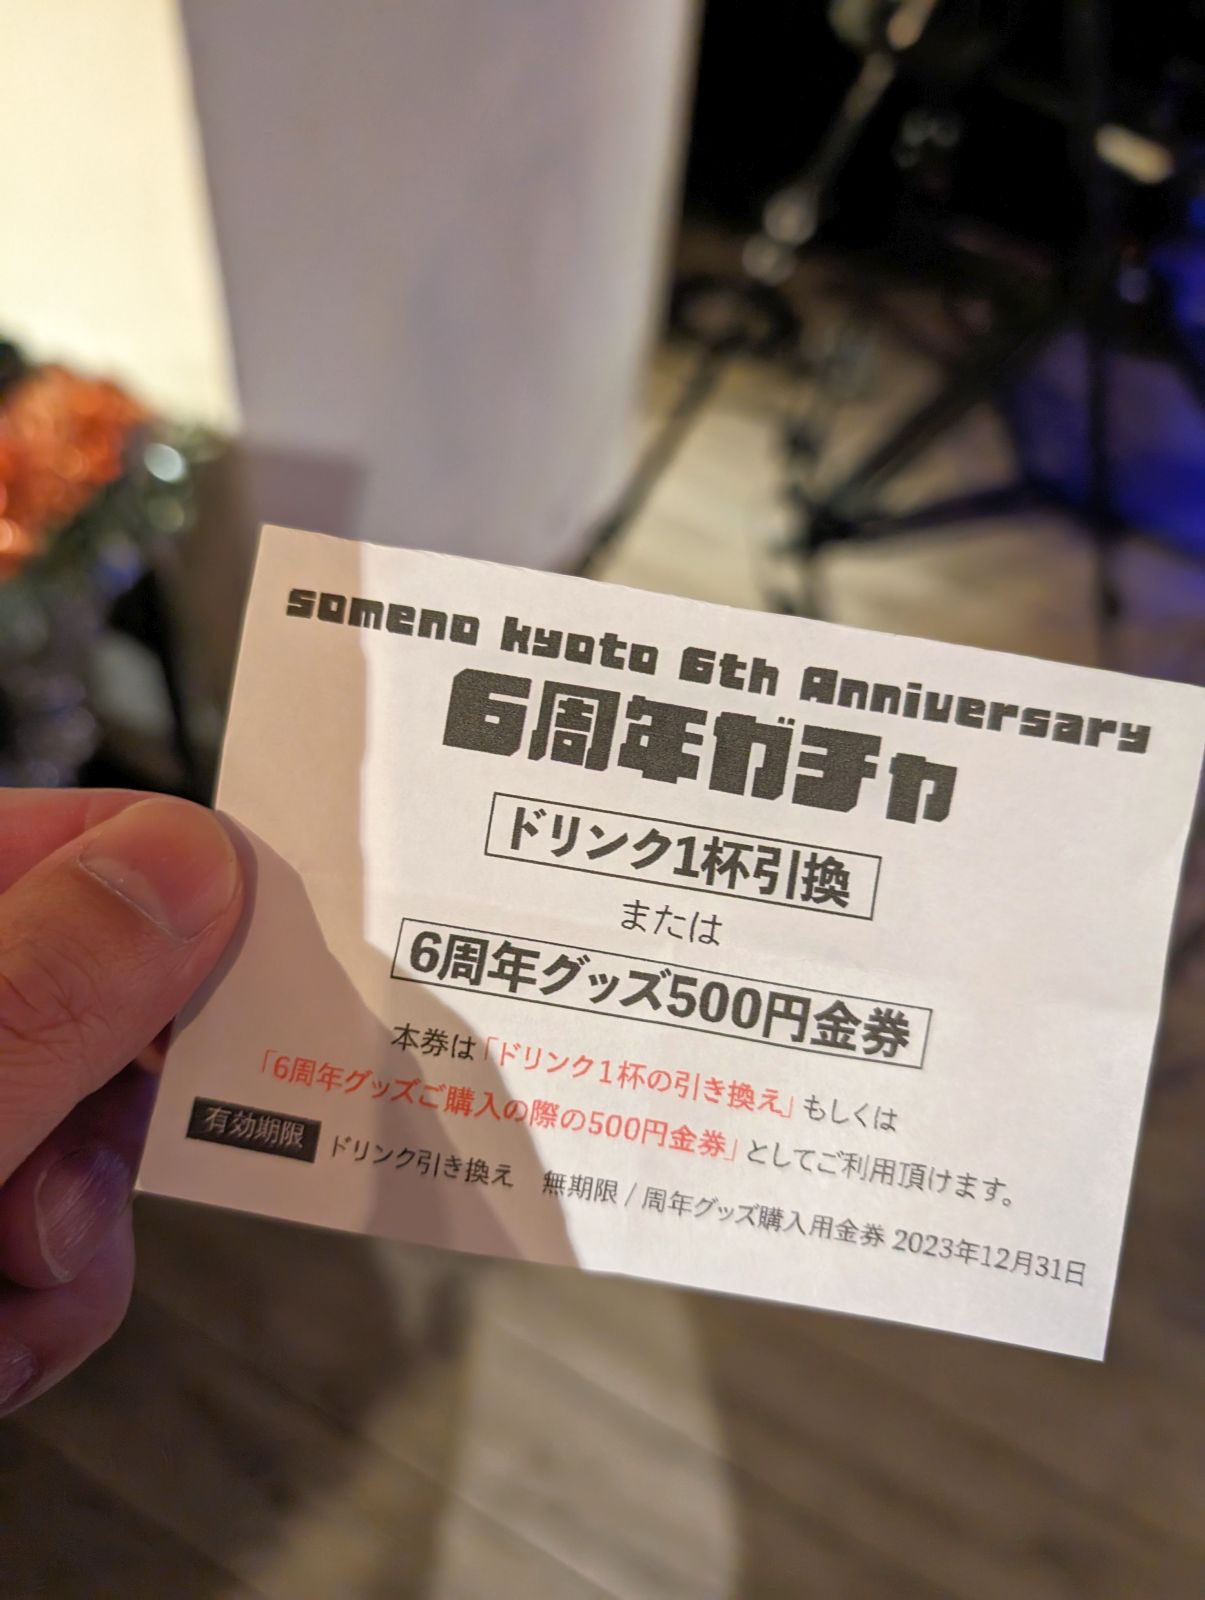 someno kyoto 6th Anniversary
6周年ガチャ
ドリンク1杯引換
または
6周年グッズ500円金券
本券は「ドリンク1杯の引き換え」もしくは
「6周年グッズご購入の際の500円金券」としてご利用頂けます。
有効期限 ドリンク引き換え 無期限 / 周年グッズ購入用金券 2023年12月31日